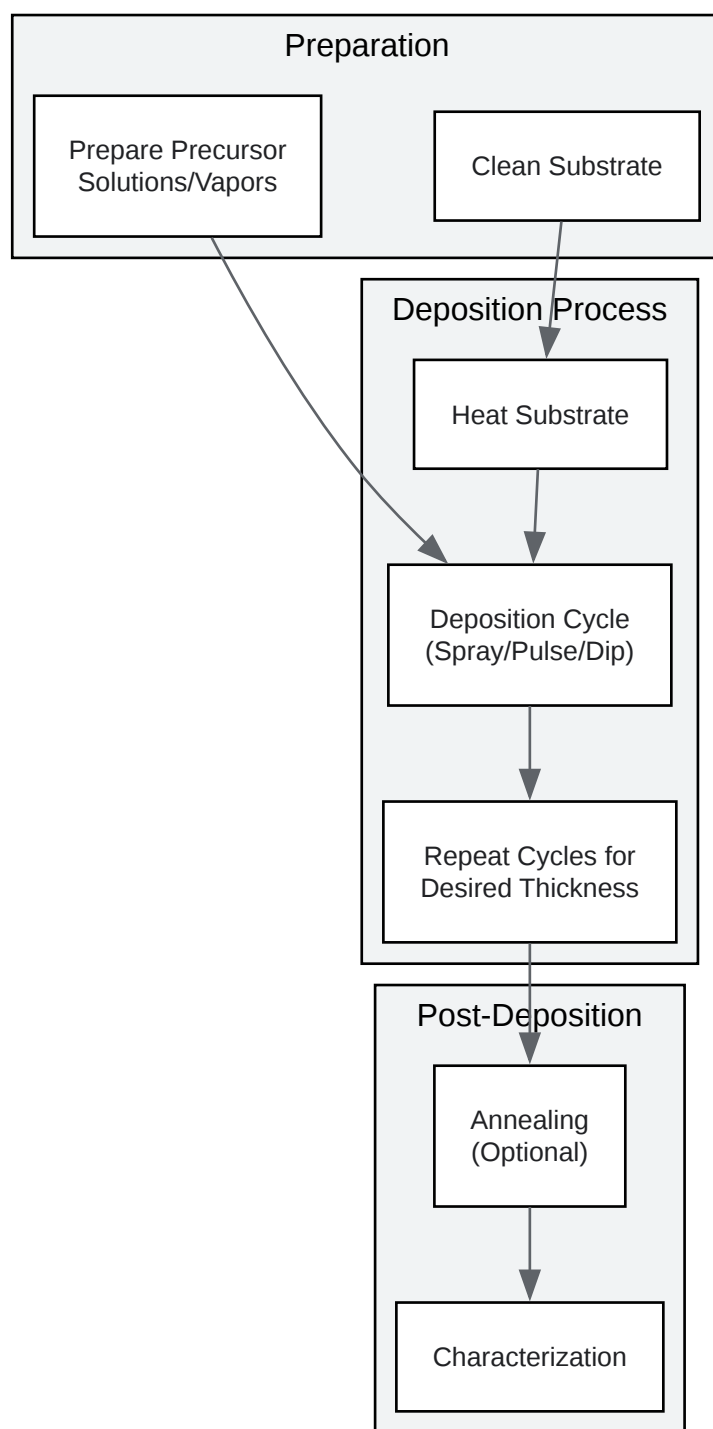 Preparation
Prepare Precursor
Solutions/Vapors
Clean Substrate
Deposition Process
Heat Substrate
Deposition Cycle
(Spray/Pulse/Dip)
Repeat Cycles for
Desired Thickness
Post-Deposition
Annealing
(Optional)
Characterization